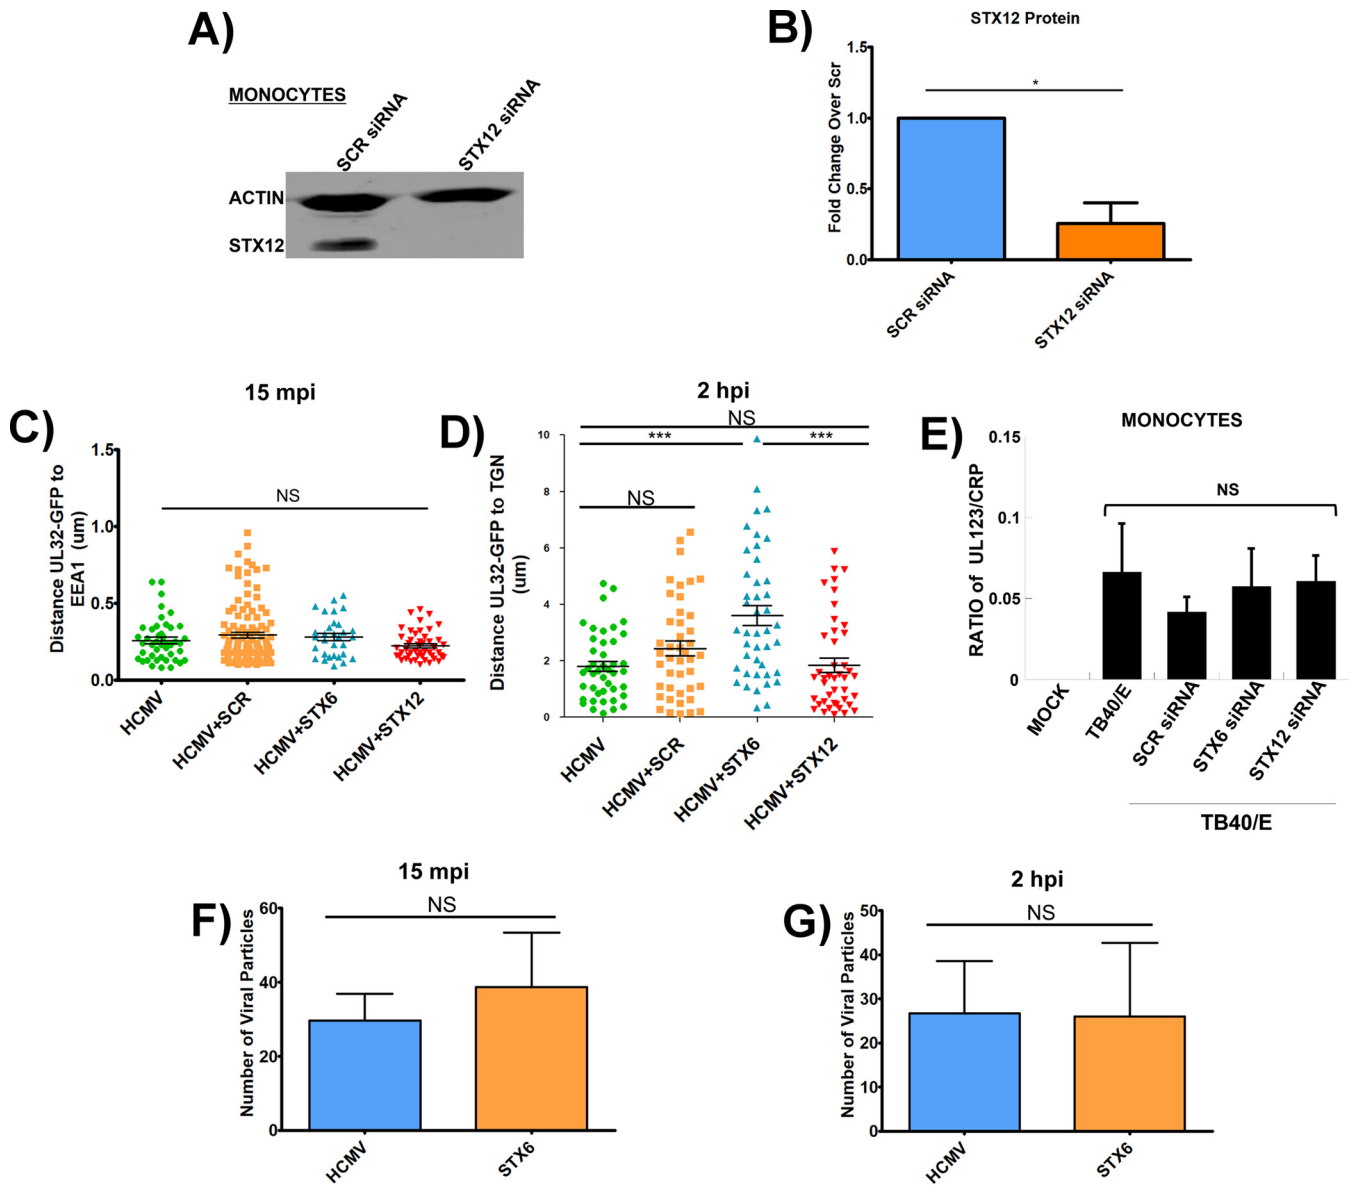 A)
MONOCYTES
SCR siRNA
STX12 siRNA
ACTIN
STX12
B)
STX12 Protein
Fold Change Over Scr
1.5
1.0
0.5
0.0
*
SCR siRNA
STX12 siRNA
C)
15 mpi
Distance UL32-GFP to
EEA1 (um)
1.5
1.0
0.5
0.0
NS
HCMV
HCMV+SCR
HCMV+STX6
HCMV+STX12
D)
2 hpi
Distance UL32-GFP to TGN
(um)
10
8
6
4
2
0
NS
***
***
NS
HCMV
HCMV+SCR
HCMV+STX6
HCMV+STX12
E)
MONOCYTES
RATIO of UL123/CRP
0.15
0.1
0.05
0
NS
MOCK
TB40/E
SCR siRNA
STX6 siRNA
STX12 siRNA
TB40/E
F)
15 mpi
Number of Viral Particles
60
40
20
0
NS
HCMV
STX6
G)
2 hpi
Number of Viral Particles
50
40
30
20
10
0
NS
HCMV
STX6